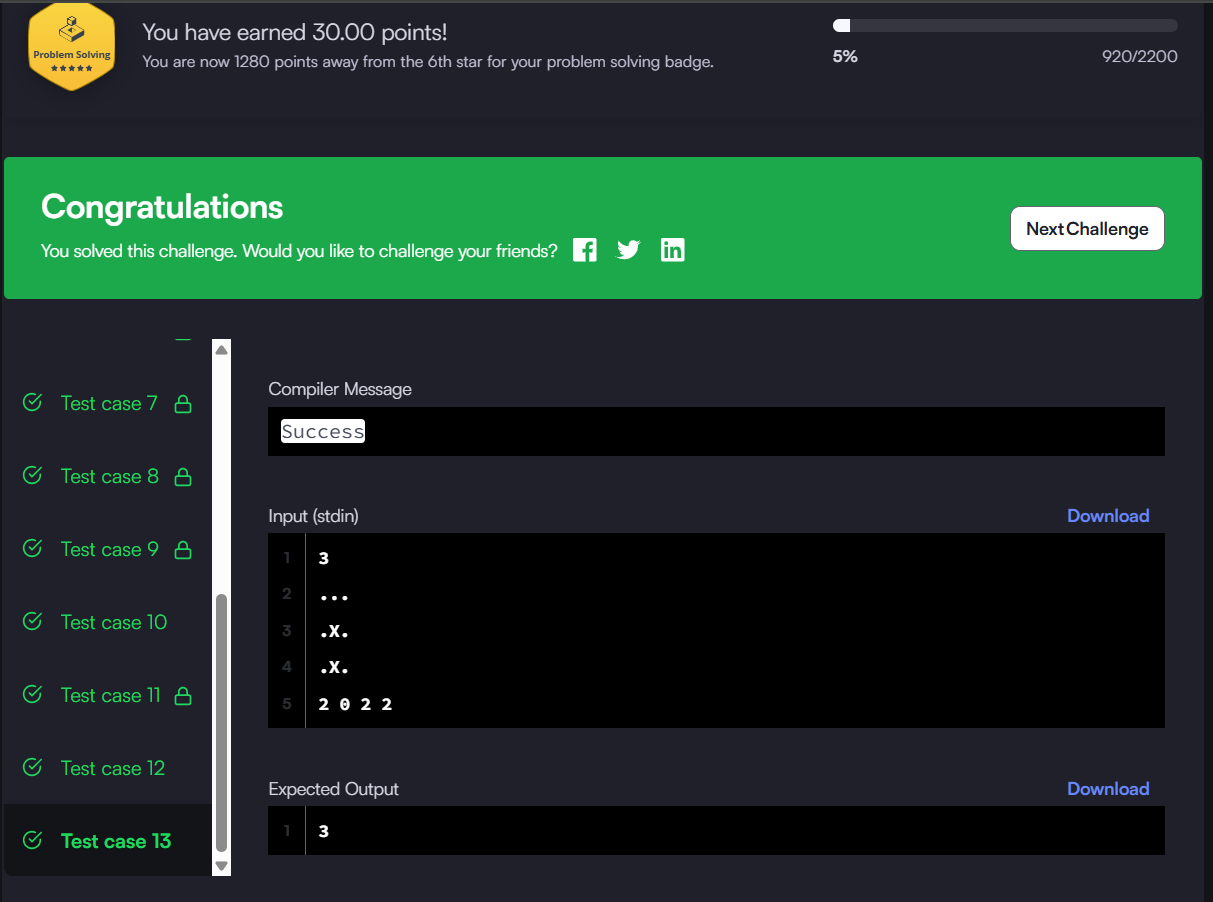 Problem Solving
★★★★★
You have earned 30.00 points!
You are now 1280 points away from the 6th star for your problem solving badge.
5%
920/2200
Congratulations
You solved this challenge. Would you like to challenge your friends?
Next Challenge
Test case 7
Test case 8
Test case 9
Test case 10
Test case 11
Test case 12
Test case 13
Compiler Message
Success
Input (stdin)
Download
1 3
2 ...
3 .X.
4 .X.
5 2 0 2 2
Expected Output
Download
1 3